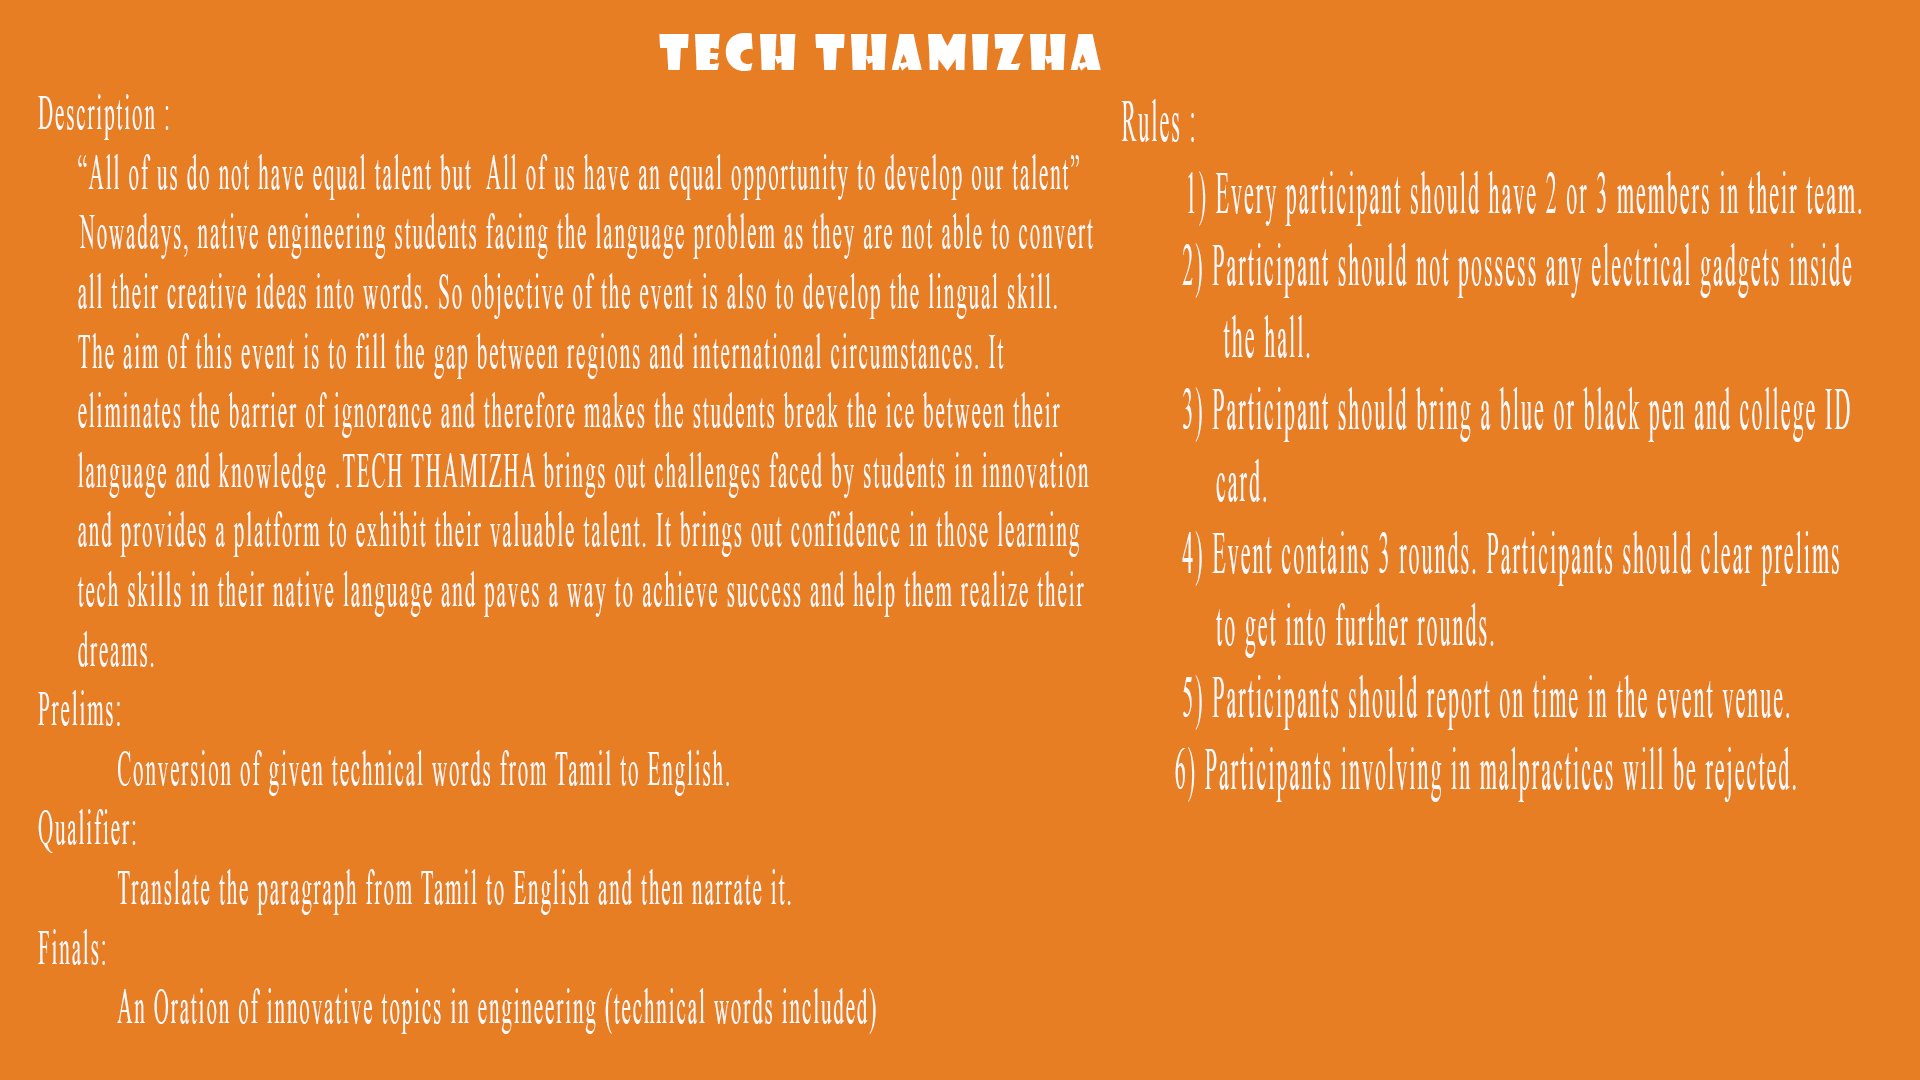 TECH THAMIZHA
Description :
“All of us do not have equal talent but All of us have an equal opportunity to develop our talent”
Nowadays, native engineering students facing the language problem as they are not able to convert
all their creative ideas into words. So objective of the event is also to develop the lingual skill.
The aim of this event is to fill the gap between regions and international circumstances. It
eliminates the barrier of ignorance and therefore makes the students break the ice between their
language and knowledge .TECH THAMIZHA brings out challenges faced by students in innovation
and provides a platform to exhibit their valuable talent. It brings out confidence in those learning
tech skills in their native language and paves a way to achieve success and help them realize their
dreams.
Prelims:
Conversion of given technical words from Tamil to English.
Qualifier:
Translate the paragraph from Tamil to English and then narrate it.
Finals:
An Oration of innovative topics in engineering (technical words included)
Rules :
1) Every participant should have 2 or 3 members in their team.
2) Participant should not possess any electrical gadgets inside
the hall.
3) Participant should bring a blue or black pen and college ID
card.
4) Event contains 3 rounds. Participants should clear prelims
to get into further rounds.
5) Participants should report on time in the event venue.
6) Participants involving in malpractices will be rejected.